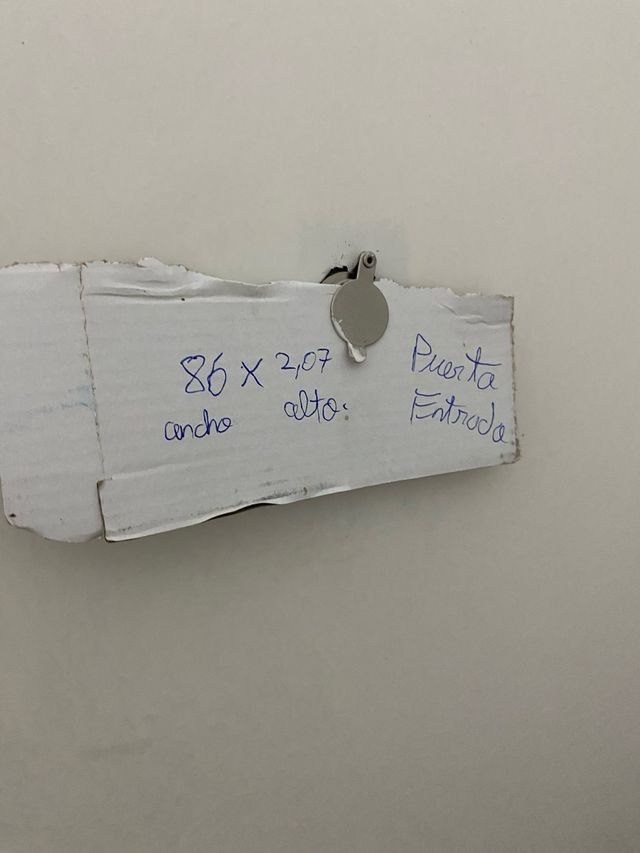 86 x 2,07 Puerta
ancho alto. Entrada